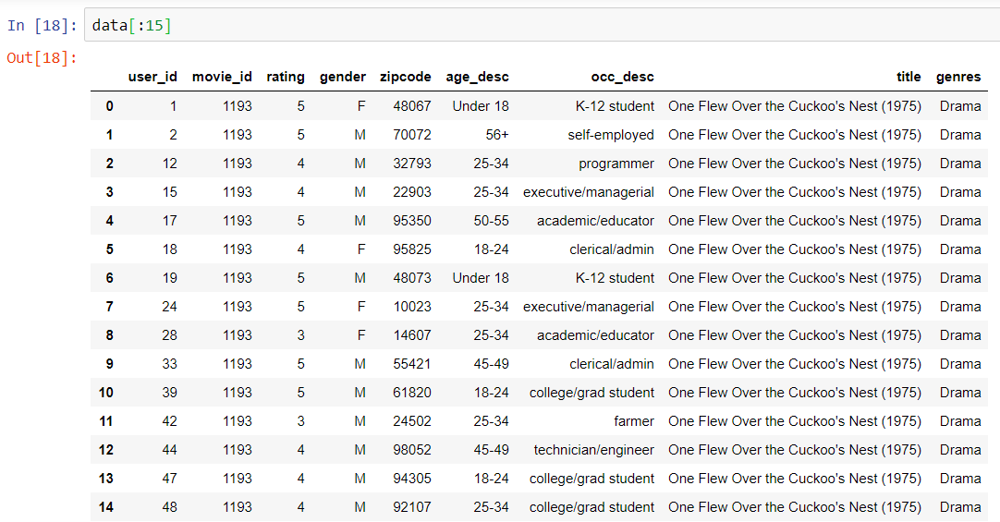 In [18]: data[:15]
Out[18]:
user_id movie_id rating gender zipcode age_desc occ_desc title genres
0 1 1193 5 F 48067 Under 18 K-12 student One Flew Over the Cuckoo's Nest (1975) Drama
1 2 1193 5 M 70072 56+ self-employed One Flew Over the Cuckoo's Nest (1975) Drama
2 12 1193 4 M 32793 25-34 programmer One Flew Over the Cuckoo's Nest (1975) Drama
3 15 1193 4 M 22903 25-34 executive/managerial One Flew Over the Cuckoo's Nest (1975) Drama
4 17 1193 5 M 95350 50-55 academic/educator One Flew Over the Cuckoo's Nest (1975) Drama
5 18 1193 4 F 95825 18-24 clerical/admin One Flew Over the Cuckoo's Nest (1975) Drama
6 19 1193 5 M 48073 Under 18 K-12 student One Flew Over the Cuckoo's Nest (1975) Drama
7 24 1193 5 F 10023 25-34 executive/managerial One Flew Over the Cuckoo's Nest (1975) Drama
8 28 1193 3 F 14607 25-34 academic/educator One Flew Over the Cuckoo's Nest (1975) Drama
9 33 1193 5 M 55421 45-49 clerical/admin One Flew Over the Cuckoo's Nest (1975) Drama
10 39 1193 5 M 61820 18-24 college/grad student One Flew Over the Cuckoo's Nest (1975) Drama
11 42 1193 3 M 24502 25-34 farmer One Flew Over the Cuckoo's Nest (1975) Drama
12 44 1193 4 M 98052 45-49 technician/engineer One Flew Over the Cuckoo's Nest (1975) Drama
13 47 1193 4 M 94305 18-24 college/grad student One Flew Over the Cuckoo's Nest (1975) Drama
14 48 1193 4 M 92107 25-34 college/grad student One Flew Over the Cuckoo's Nest (1975) Drama